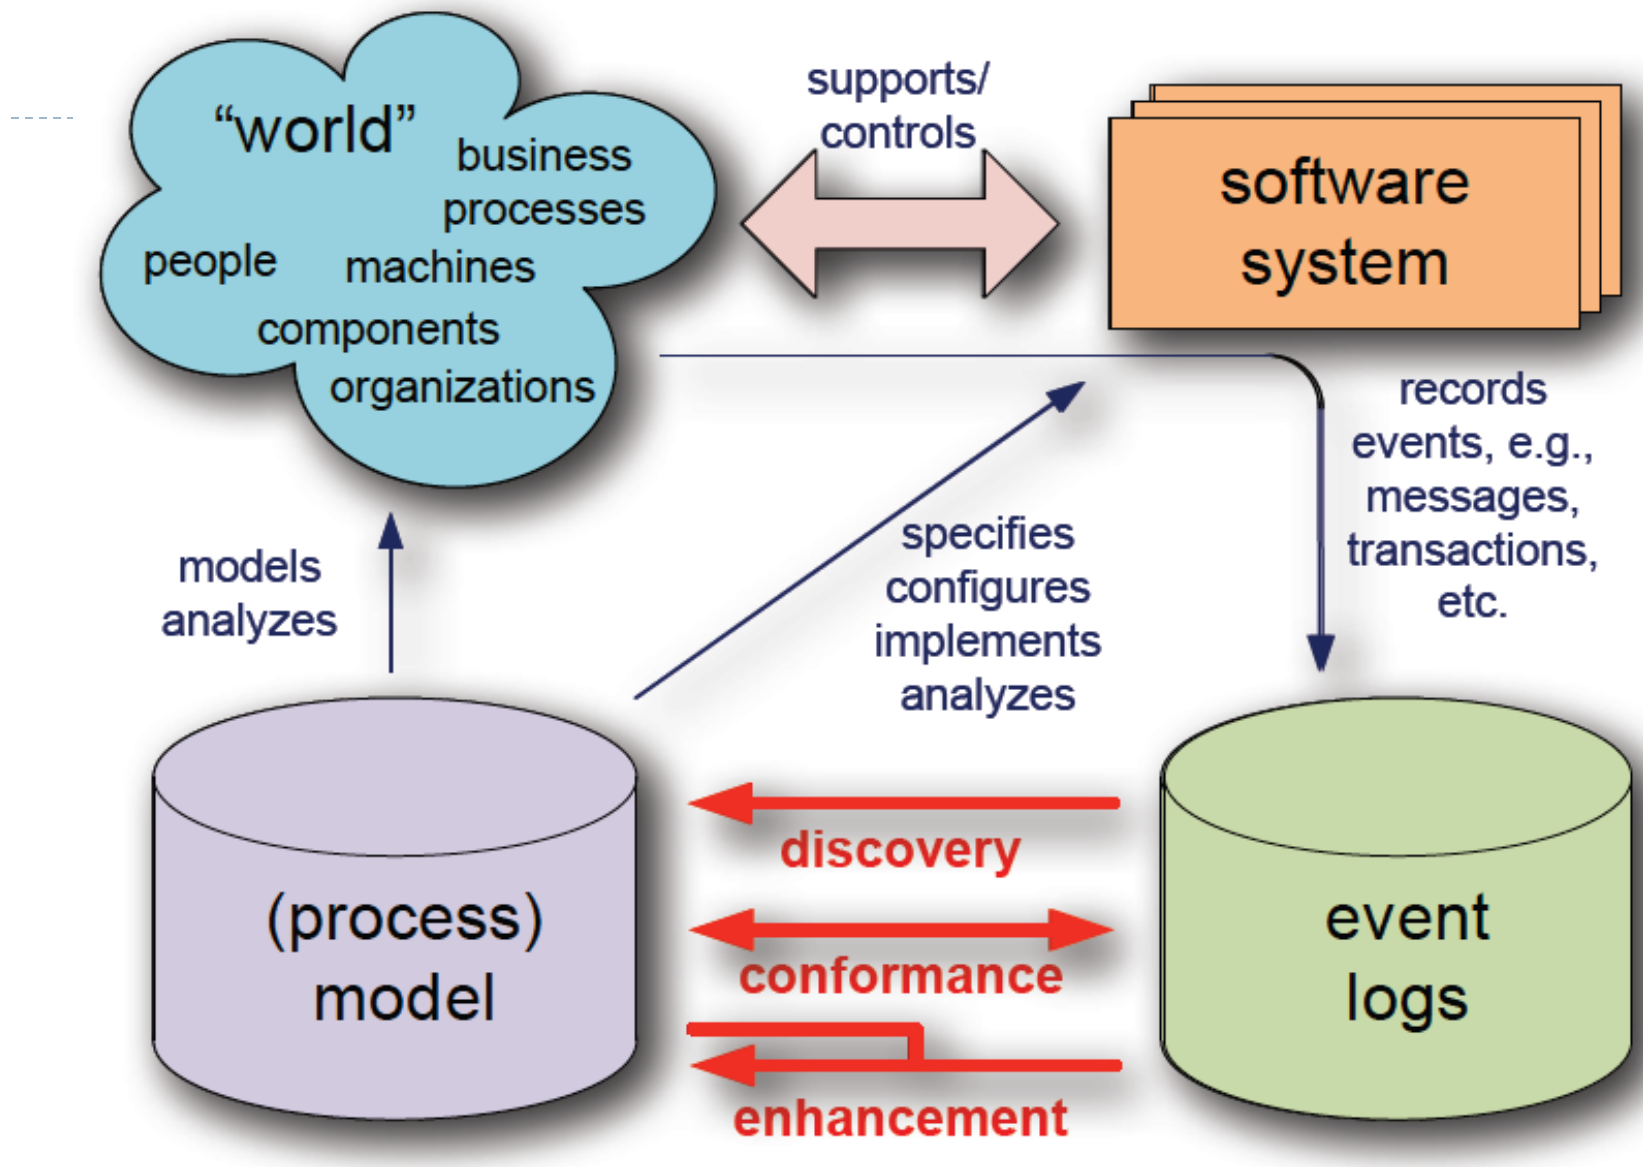 “world”
business
processes
people
machines
components
organizations
supports/
controls
software
system
records
events, e.g.,
messages,
transactions,
etc.
models
analyzes
specifies
configures
implements
analyzes
(process)
model
discovery
conformance
enhancement
event
logs